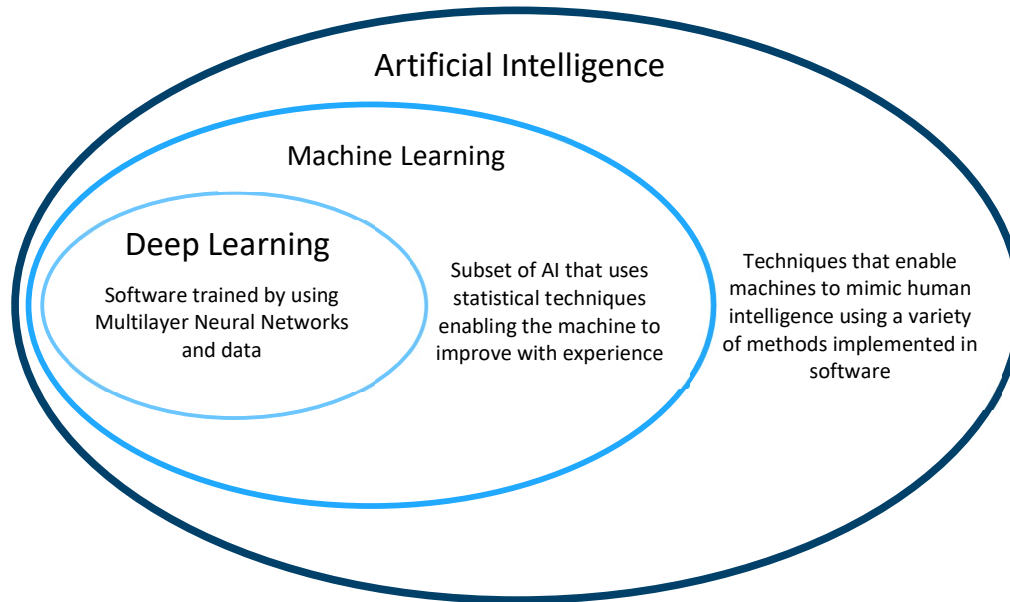 Artificial Intelligence
Machine Learning
Deep Learning
Software trained by using
Multilayer Neural Networks
and data
Subset of AI that uses
statistical techniques
enabling the machine to
improve with experience
Techniques that enable
machines to mimic human
intelligence using a variety
of methods implemented in
software